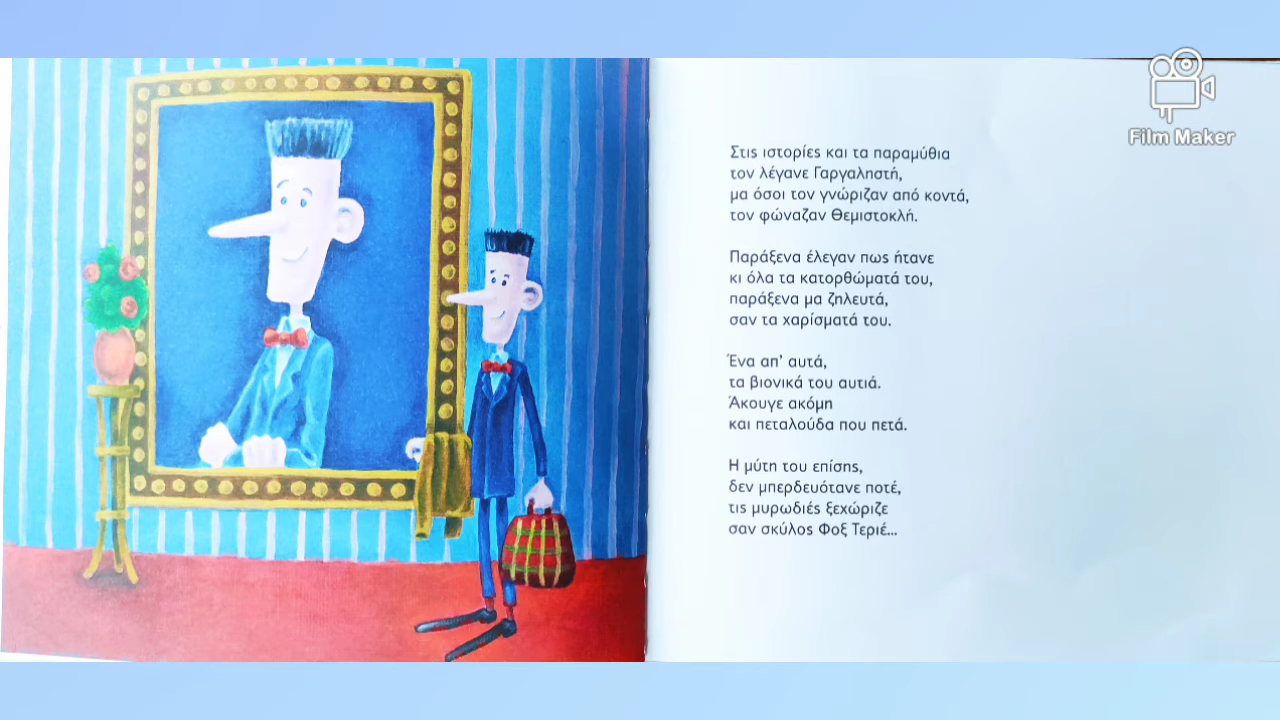 Film Maker
Στις ιστορίες και τα παραμύθια
τον λέγανε Γαργαληστή,
μα όσοι τον γνώριζαν από κοντά,
τον φώναζαν Θεμιστοκλή.
Παράξενα έλεγαν πως ήτανε
κι όλα τα κατορθώματά του,
παράξενα μα ζηλευτά,
σαν τα χαρίσματά του.
Ένα απ' αυτά,
τα βιονικά του αυτιά.
Άκουγε ακόμη
και πεταλούδα που πετά.
Η μύτη του επίσης,
δεν μπερδευότανε ποτέ,
τις μυρωδιές ξεχώριζε
σαν σκύλος Φοξ Τεριέ...